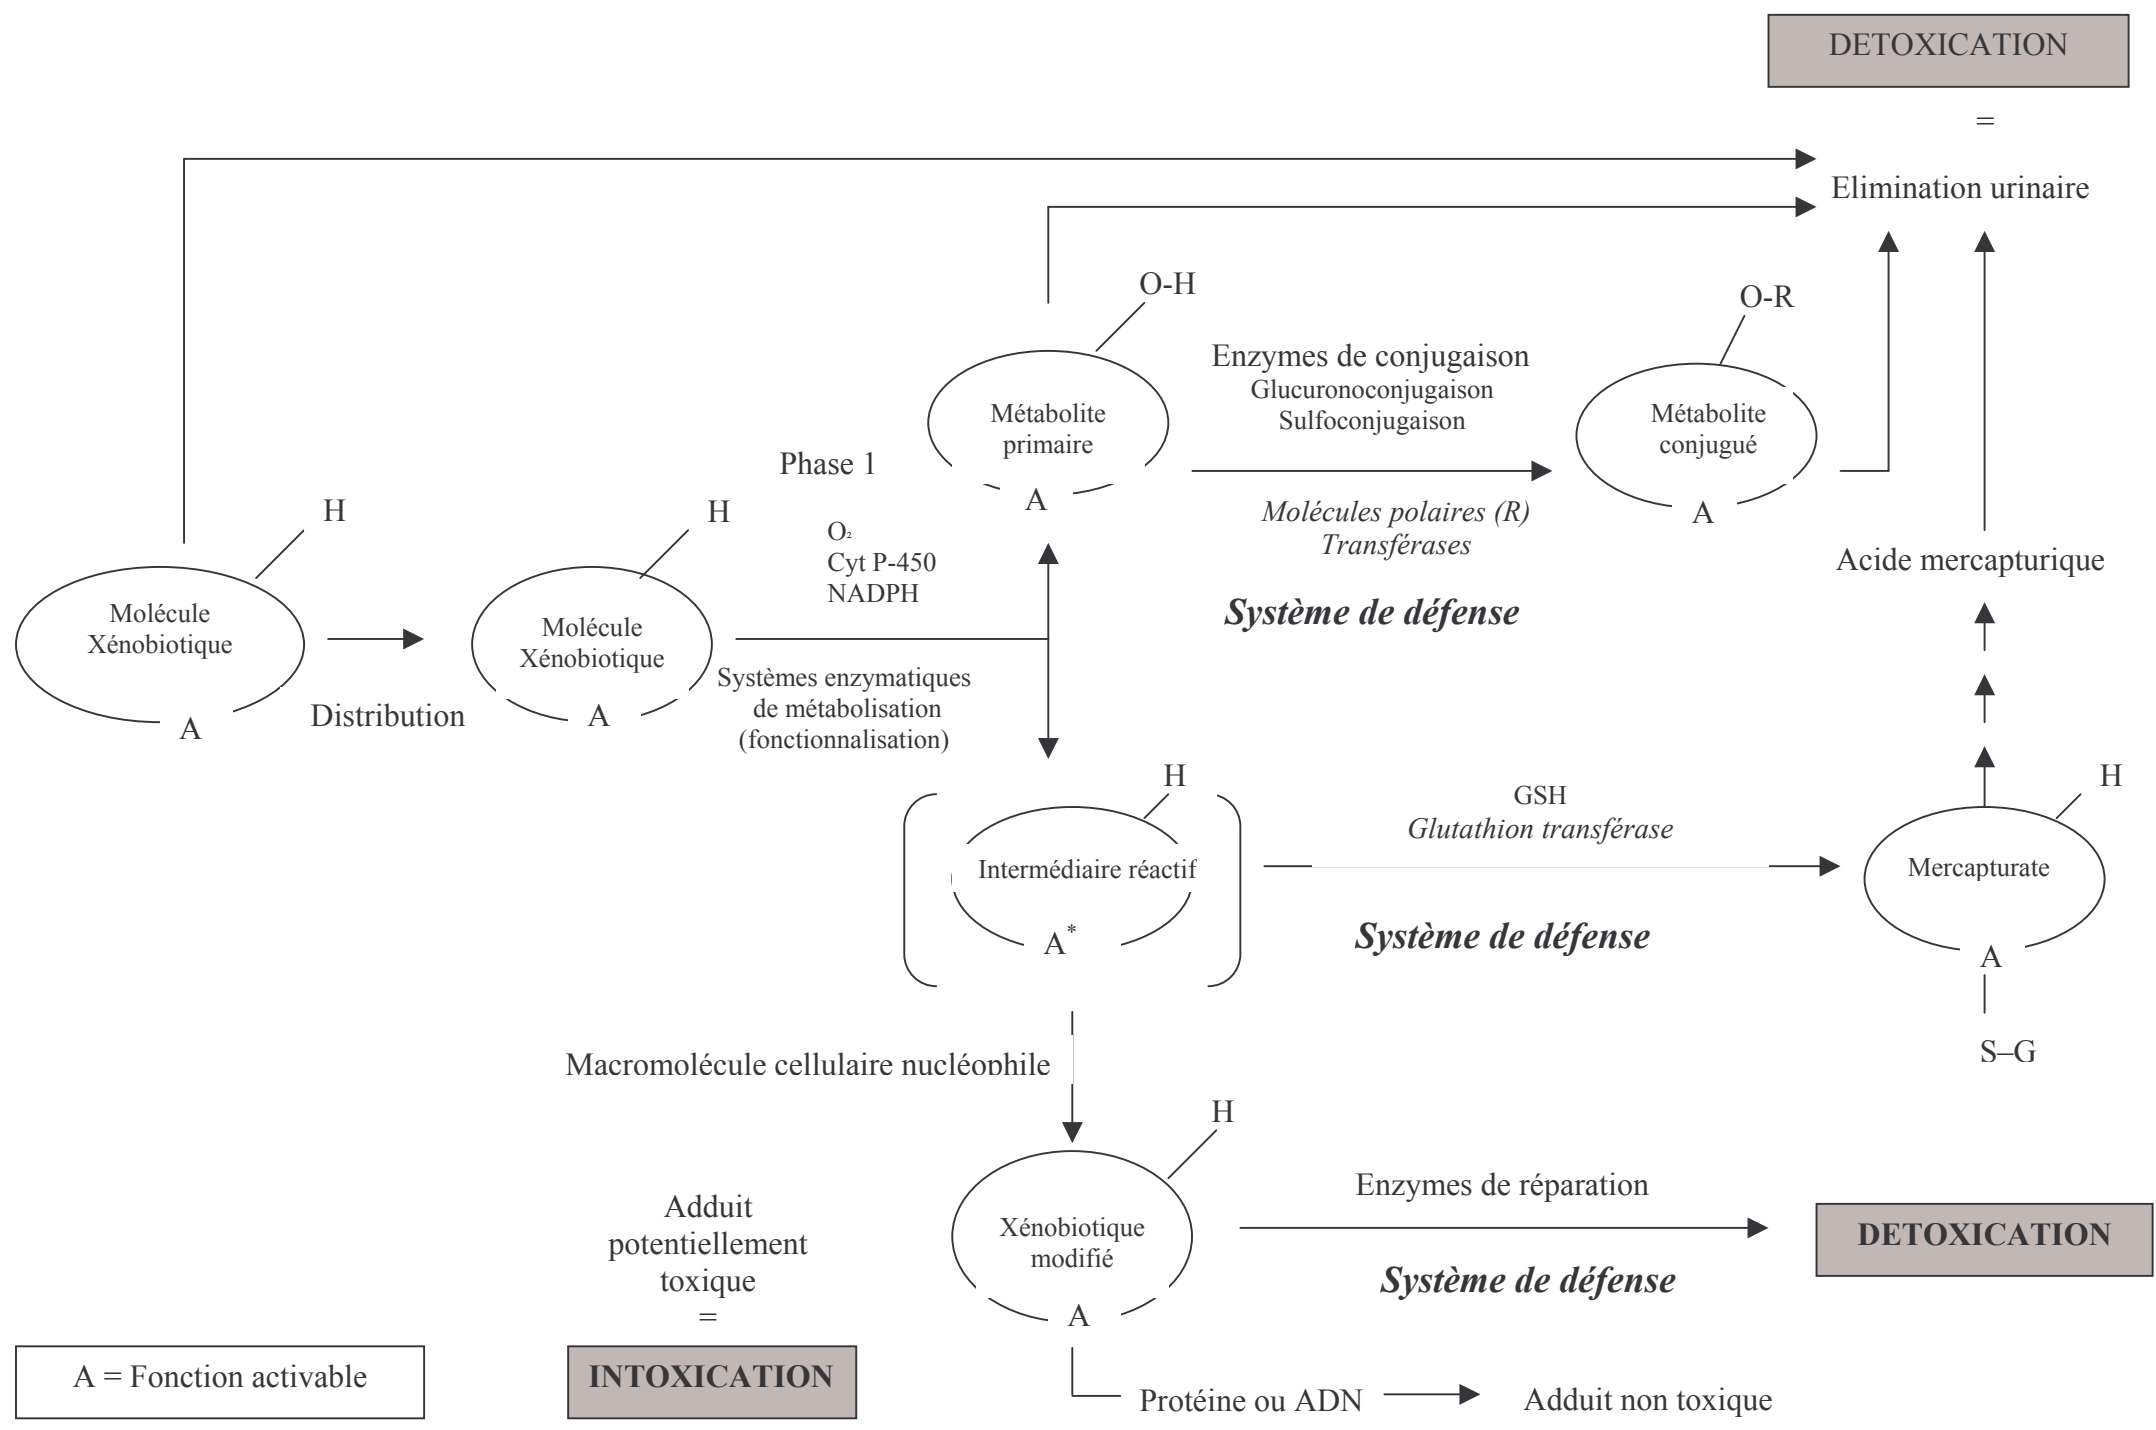 DETOXICATION
=
Elimination urinaire
O-H
O-R
Enzymes de conjugaison
Glucuronoconjugaison
Sulfoconjugaison
Métabolite
primaire
A
Métabolite
conjugué
A
Phase 1
O₂
Cyt P-450
NADPH
Molécules polaires (R)
Transférases
Système de défense
Acide mercapturique
H
Molécule
Xénobiotique
A
Distribution
H
Molécule
Xénobiotique
A
Systèmes enzymatiques
de métabolisation
(fonctionnalisation)
H
Intermédiaire réactif
A*
GSH
Glutathion transférase
Système de défense
H
Mercapturate
A
S–G
Macromolécule cellulaire nucléophile
H
Xénobiotique
modifié
A
Enzymes de réparation
Système de défense
DETOXICATION
Adduit
potentiellement
toxique
=
INTOXICATION
A = Fonction activable
Protéine ou ADN
Adduit non toxique